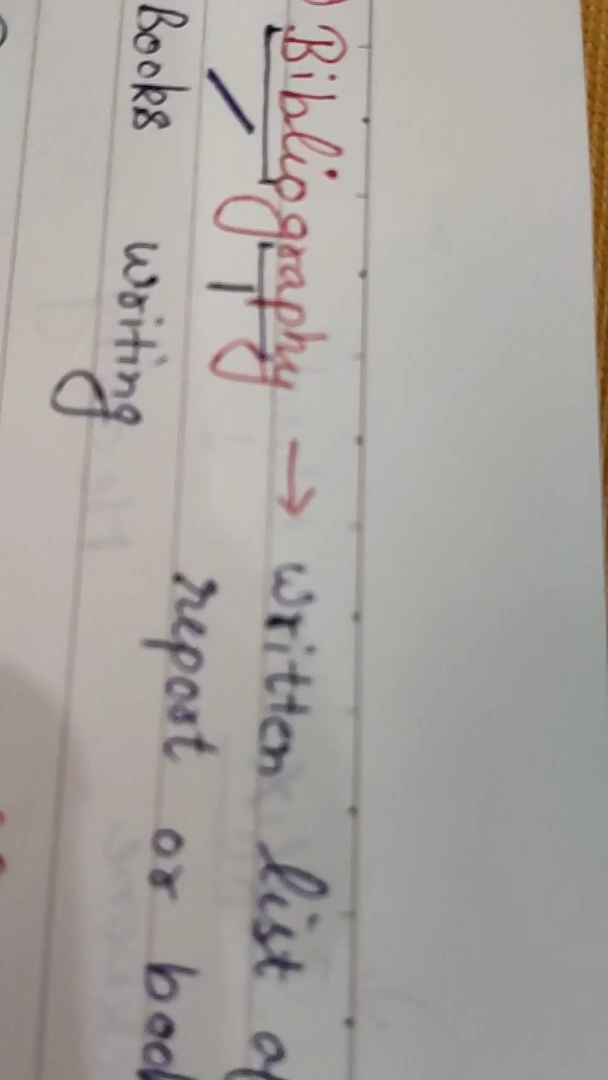 Bibliography → written list of
report or book
Books writing